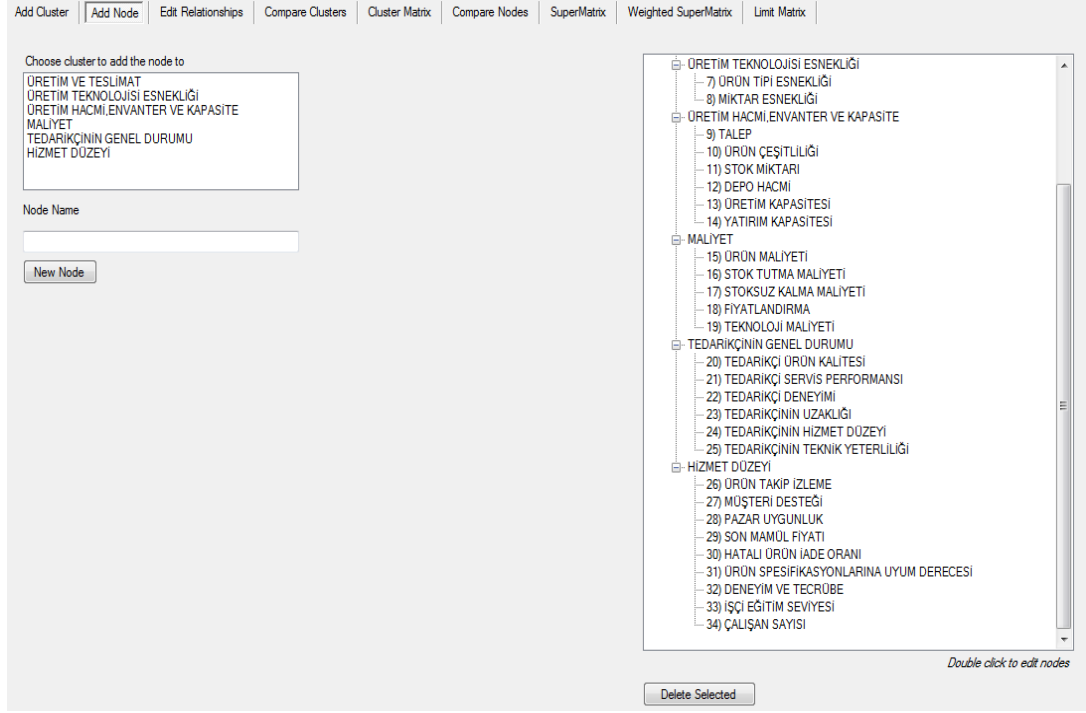 Add Cluster
Add Node
Edit Relationships
Compare Clusters
Cluster Matrix
Compare Nodes
SuperMatrix
Weighted SuperMatrix
Limit Matrix
Choose cluster to add the node to
ÜRETİM VE TESLİMAT
ÜRETİM TEKNOLOJİSİ ESNEKLİĞİ
ÜRETİM HACMİ,ENVANTER VE KAPASİTE
MALİYET
TEDARİKÇİNİN GENEL DURUMU
HİZMET DÜZEYİ
Node Name
New Node
ÜRETİM TEKNOLOJİSİ ESNEKLİĞİ
7) ÜRÜN TİPİ ESNEKLİĞİ
8) MİKTAR ESNEKLİĞİ
ÜRETİM HACMİ,ENVANTER VE KAPASİTE
9) TALEP
10) ÜRÜN ÇEŞİTLİLİĞİ
11) STOK MİKTARI
12) DEPO HACMİ
13) ÜRETİM KAPASİTESİ
14) YATIRIM KAPASİTESİ
MALİYET
15) ÜRÜN MALİYETİ
16) STOK TUTMA MALİYETİ
17) STOKSUZ KALMA MALİYETİ
18) FİYATLANDIRMA
19) TEKNOLOJİ MALİYETİ
TEDARİKÇİNİN GENEL DURUMU
20) TEDARİKÇİ ÜRÜN KALİTESİ
21) TEDARİKÇİ SERVİS PERFORMANSI
22) TEDARİKÇİ DENEYİMİ
23) TEDARİKÇİNİN UZAKLIĞI
24) TEDARİKÇİNİN HİZMET DÜZEYİ
25) TEDARİKÇİNİN TEKNİK YETERLİLİĞİ
HİZMET DÜZEYİ
26) ÜRÜN TAKİP İZLEME
27) MÜŞTERİ DESTEĞİ
28) PAZAR UYGUNLUK
29) SON MAMÜL FİYATI
30) HATALI ÜRÜN İADE ORANI
31) ÜRÜN SPESİFİKASYONLARINA UYUM DERECESİ
32) DENEYİM VE TECRÜBE
33) İŞÇİ EĞİTİM SEVİYESİ
34) ÇALIŞAN SAYISI
Double click to edit nodes
Delete Selected